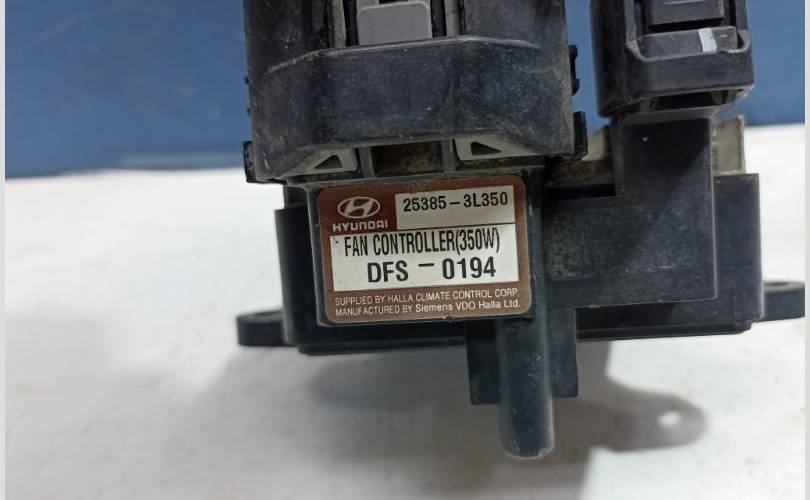 25385-3L350
HYUNDAI
FAN CONTROLLER(350W)
DFS - 0194
SUPPLIED BY HALLA CLIMATE CONTROL CORP.
MANUFACTURED BY Siemens VDO Halla Ltd.